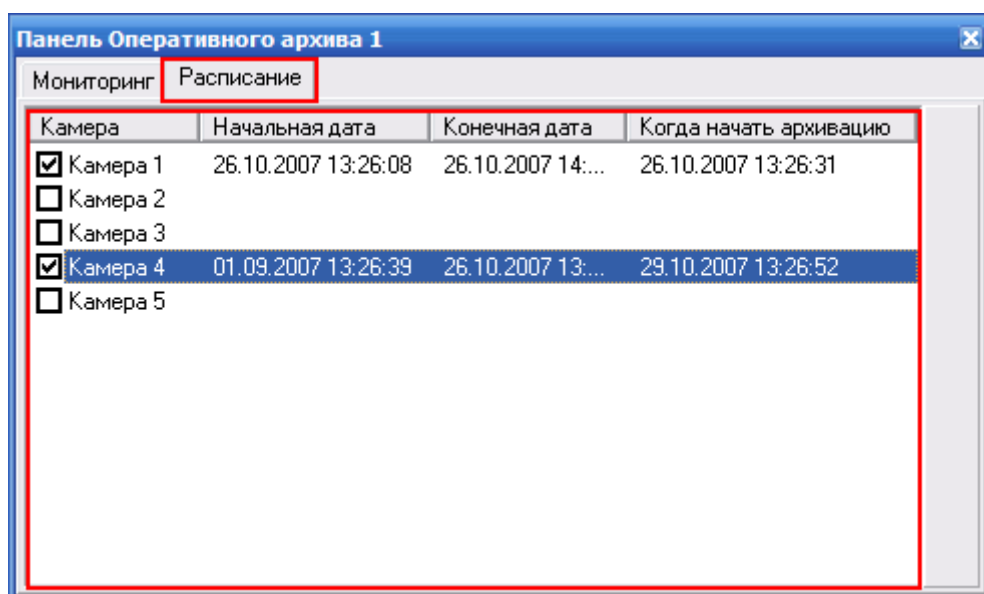 Панель Оперативного архива 1
Мониторинг Расписание
Камера Начальная дата Конечная дата Когда начать архивацию
Камера 1 26.10.2007 13:26:08 26.10.2007 14:... 26.10.2007 13:26:31
Камера 2
Камера 3
Камера 4 01.09.2007 13:26:39 26.10.2007 13:... 29.10.2007 13:26:52
Камера 5